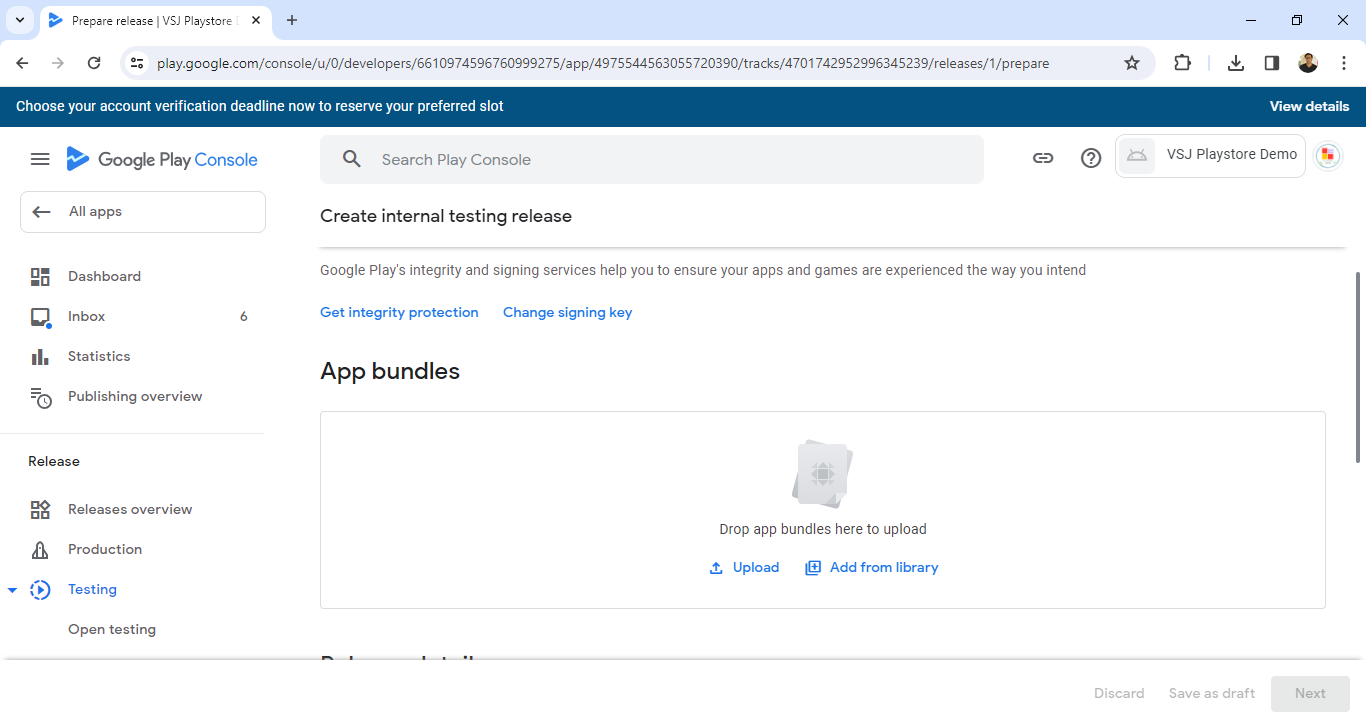 Prepare release | VSJ Playstore
play.google.com/console/u/0/developers/6610974596760999275/app/4975544563055720390/tracks/4701742952996345239/releases/1/prepare
Choose your account verification deadline now to reserve your preferred slot
View details
Google Play Console
Search Play Console
VSJ Playstore Demo
All apps
Create internal testing release
Google Play's integrity and signing services help you to ensure your apps and games are experienced the way you intend
Get integrity protection
Change signing key
Dashboard
Inbox 6
Statistics
Publishing overview
Release
Releases overview
Production
Testing
Open testing
App bundles
Drop app bundles here to upload
Upload
Add from library
Discard
Save as draft
Next